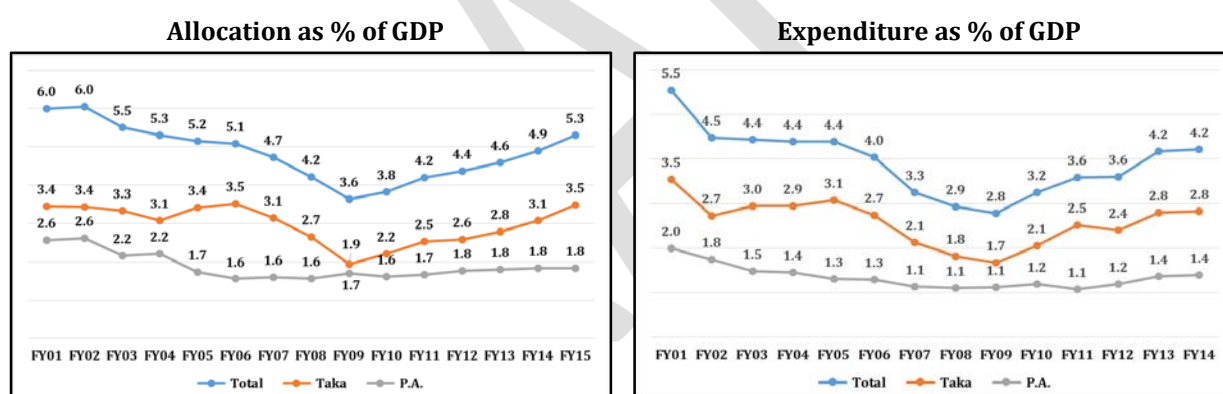 Allocation as % of GDP
6.0 6.0 5.5 5.3 5.2 5.1 4.7 4.2 3.6 3.8 4.2 4.4 4.6 4.9 5.3
3.4 3.4 3.3 3.1 3.4 3.5 3.1 2.7 1.9 2.2 2.5 2.6 2.8 3.1 3.5
2.6 2.6 2.2 2.2 1.7 1.6 1.6 1.6 1.7 1.6 1.7 1.8 1.8 1.8 1.8
FY01 FY02 FY03 FY04 FY05 FY06 FY07 FY08 FY09 FY10 FY11 FY12 FY13 FY14 FY15
Total Taka P.A.
Expenditure as % of GDP
5.5 4.5 4.4 4.4 4.4 4.0 3.3 2.9 2.8 3.2 3.6 3.6 4.2 4.2
3.5 2.7 3.0 2.9 3.1 2.7 2.1 1.8 1.7 2.1 2.5 2.4 2.8 2.8
2.0 1.8 1.5 1.4 1.3 1.3 1.1 1.1 1.1 1.2 1.1 1.2 1.4 1.4
FY01 FY02 FY03 FY04 FY05 FY06 FY07 FY08 FY09 FY10 FY11 FY12 FY13 FY14
Total Taka P.A.